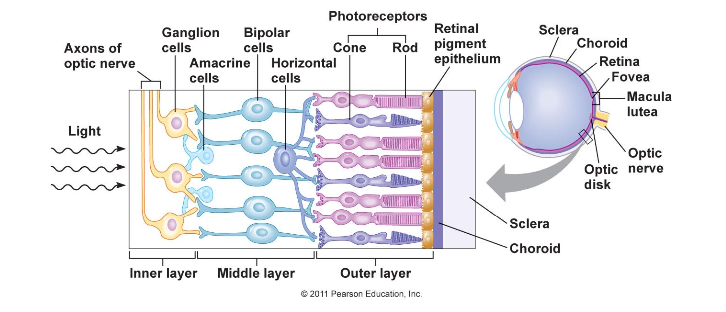 Photoreceptors
Axons of
optic nerve
Ganglion
cells
Amacrine
cells
Bipolar
cells
Horizontal
cells
Cone
Rod
Retinal
pigment
epithelium
Sclera
Choroid
Retina
Fovea
Macula
lutea
Optic
nerve
Optic
disk
Light
Sclera
Choroid
Inner layer
Middle layer
Outer layer
© 2011 Pearson Education, Inc.